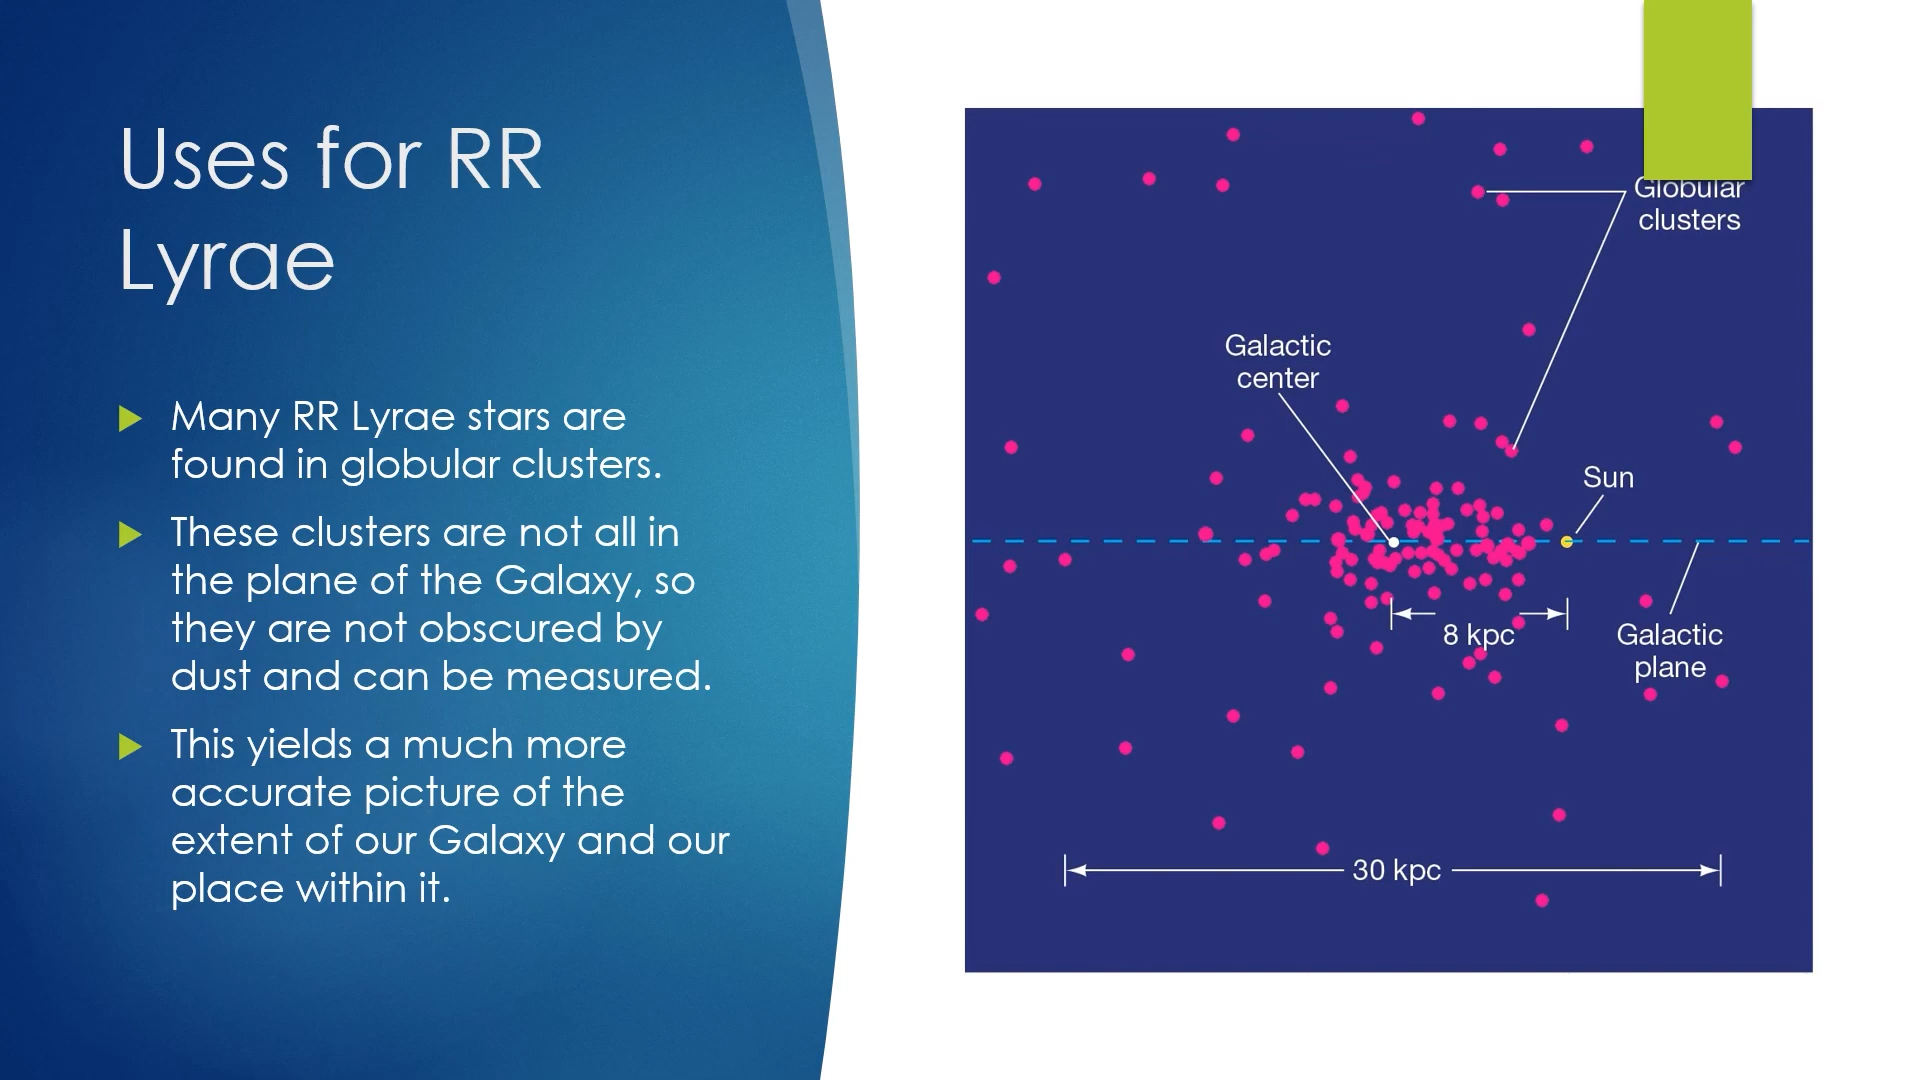 Uses for RR
Lyrae
Many RR Lyrae stars are
found in globular clusters.
These clusters are not all in
the plane of the Galaxy, so
they are not obscured by
dust and can be measured.
This yields a much more
accurate picture of the
extent of our Galaxy and our
place within it.
Globular
clusters
Galactic
center
Sun
8 kpc
Galactic
plane
30 kpc